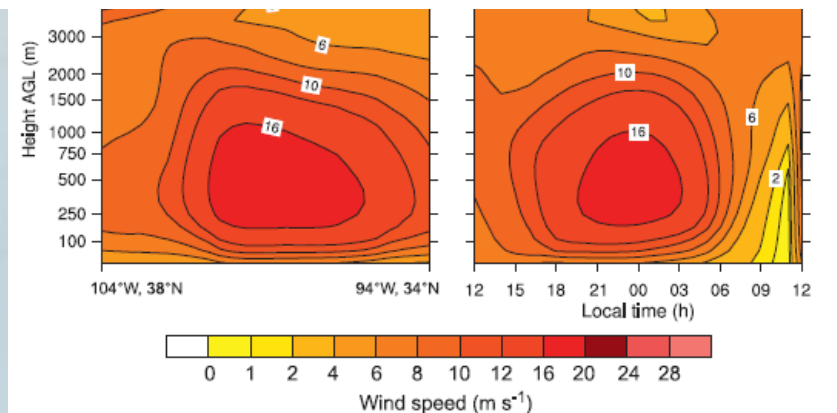 6
10
16
Height AGL (m)
3000
2000
1500
1000
750
500
250
100
104°W, 38°N
94°W, 34°N
10
16
6
2
12 15 18 21 00 03 06 09 12
Local time (h)
0 1 2 4 6 8 10 12 16 20 24 28
Wind speed (m s⁻¹)